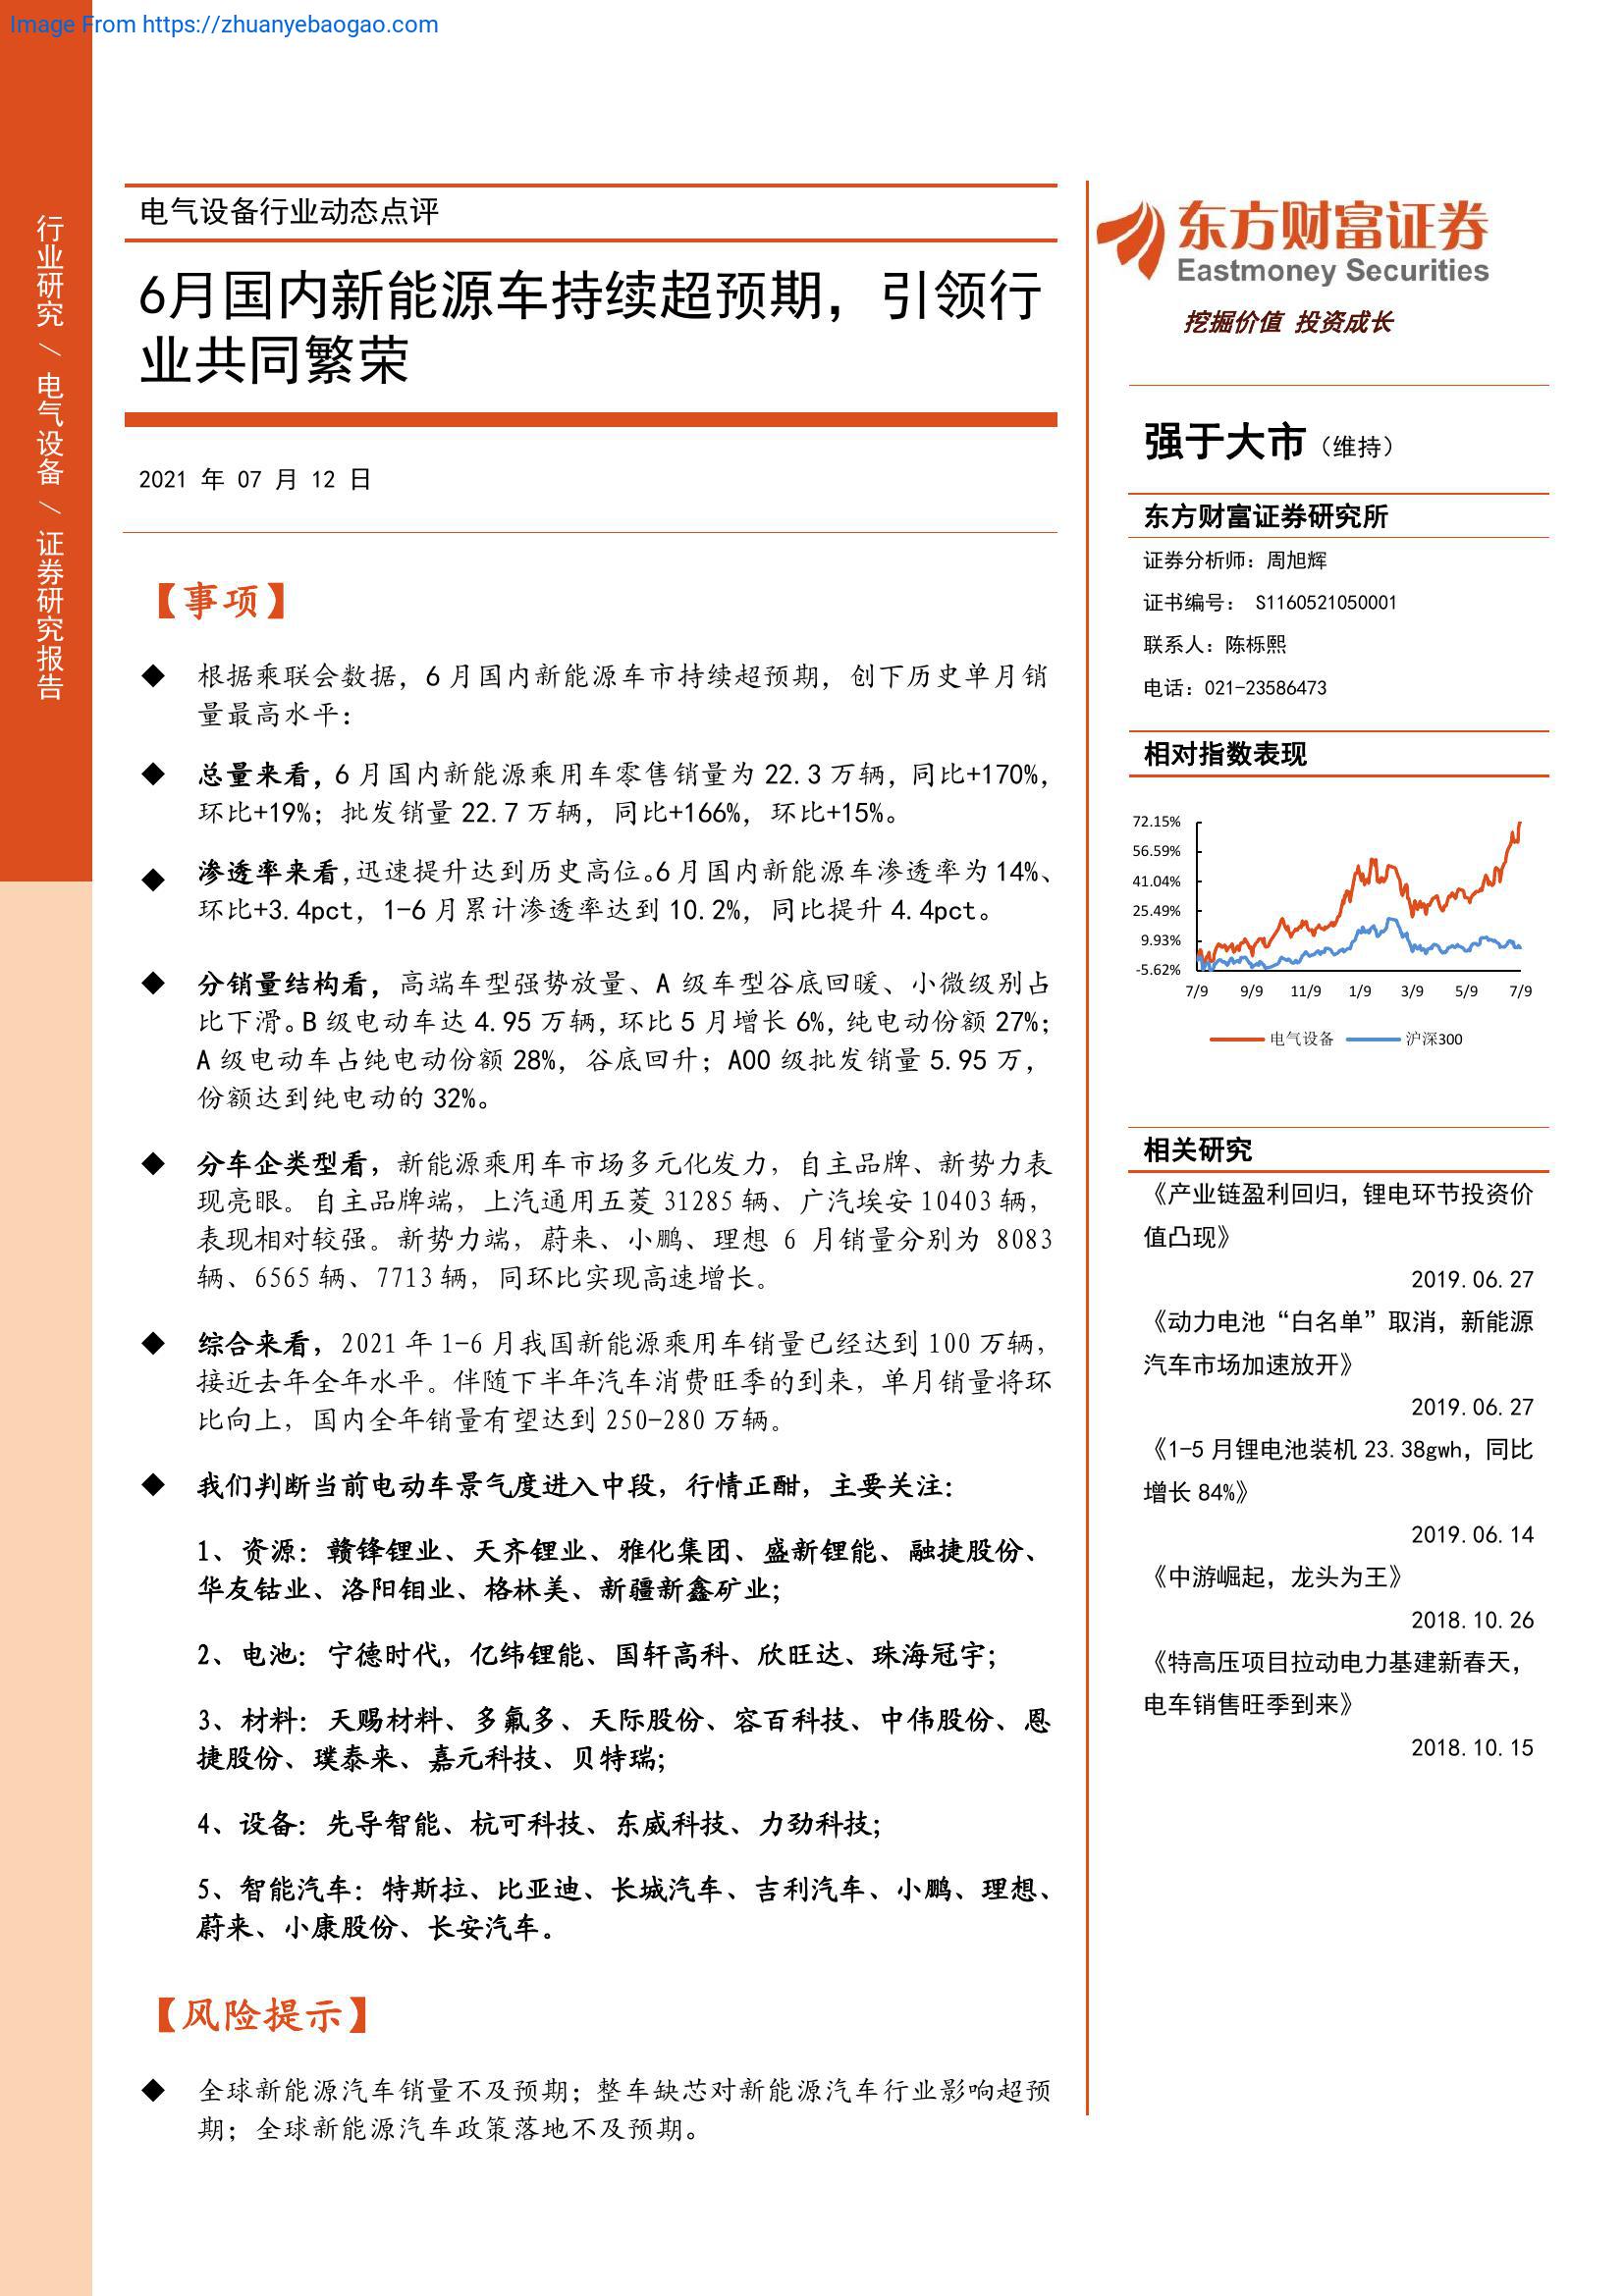 Image From https://zhuanyebaogao.com
行业研究／电气设备／证券研究报告
电气设备行业动态点评
6月国内新能源车持续超预期，引领行
业共同繁荣
2021 年 07 月 12 日
【事项】
◆ 根据乘联会数据，6 月国内新能源车市持续超预期，创下历史单月销
量最高水平：
◆ 总量来看，6 月国内新能源乘用车零售销量为 22.3 万辆，同比+170%，
环比+19%；批发销量 22.7 万辆，同比+166%，环比+15%。
◆ 渗透率来看，迅速提升达到历史高位。6 月国内新能源车渗透率为 14%、
环比+3.4pct，1-6 月累计渗透率达到 10.2%，同比提升 4.4pct。
◆ 分销量结构看，高端车型强势放量、A 级车型谷底回暖、小微级别占
比下滑。B 级电动车达 4.95 万辆，环比 5 月增长 6%，纯电动份额 27%；
A 级电动车占纯电动份额 28%，谷底回升；A00 级批发销量 5.95 万，
份额达到纯电动的 32%。
◆ 分车企类型看，新能源乘用车市场多元化发力，自主品牌、新势力表
现亮眼。自主品牌端，上汽通用五菱 31285 辆、广汽埃安 10403 辆，
表现相对较强。新势力端，蔚来、小鹏、理想 6 月销量分别为 8083
辆、6565 辆、7713 辆，同环比实现高速增长。
◆ 综合来看，2021 年 1-6 月我国新能源乘用车销量已经达到 100 万辆，
接近去年全年水平。伴随下半年汽车消费旺季的到来，单月销量将环
比向上，国内全年销量有望达到 250-280 万辆。
◆ 我们判断当前电动车景气度进入中段，行情正酣，主要关注：
1、资源：赣锋锂业、天齐锂业、雅化集团、盛新锂能、融捷股份、
华友钴业、洛阳钼业、格林美、新疆新鑫矿业；
2、电池：宁德时代，亿纬锂能、国轩高科、欣旺达、珠海冠宇；
3、材料：天赐材料、多氟多、天际股份、容百科技、中伟股份、恩
捷股份、璞泰来、嘉元科技、贝特瑞；
4、设备：先导智能、杭可科技、东威科技、力劲科技；
5、智能汽车：特斯拉、比亚迪、长城汽车、吉利汽车、小鹏、理想、
蔚来、小康股份、长安汽车。
【风险提示】
◆ 全球新能源汽车销量不及预期；整车缺芯对新能源汽车行业影响超预
期；全球新能源汽车政策落地不及预期。
东方财富证券
Eastmoney Securities
挖掘价值 投资成长
强于大市（维持）
东方财富证券研究所
证券分析师：周旭辉
证书编号： S1160521050001
联系人：陈栎熙
电话：021-23586473
相对指数表现
72.15%
56.59%
41.04%
25.49%
9.93%
-5.62%
7/9 9/9 11/9 1/9 3/9 5/9 7/9
电气设备 沪深300
相关研究
《产业链盈利回归，锂电环节投资价
值凸现》
2019.06.27
《动力电池“白名单”取消，新能源
汽车市场加速放开》
2019.06.27
《1-5 月锂电池装机 23.38gwh，同比
增长 84%》
2019.06.14
《中游崛起，龙头为王》
2018.10.26
《特高压项目拉动电力基建新春天，
电车销售旺季到来》
2018.10.15